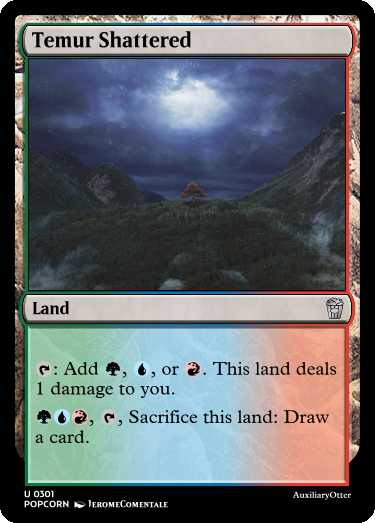 Temur Shattered
Land
: Add , , or . This land deals
1 damage to you.
, , Sacrifice this land: Draw
a card.
U 0301
POPCORN JeromeComentale
AuxiliaryOtter